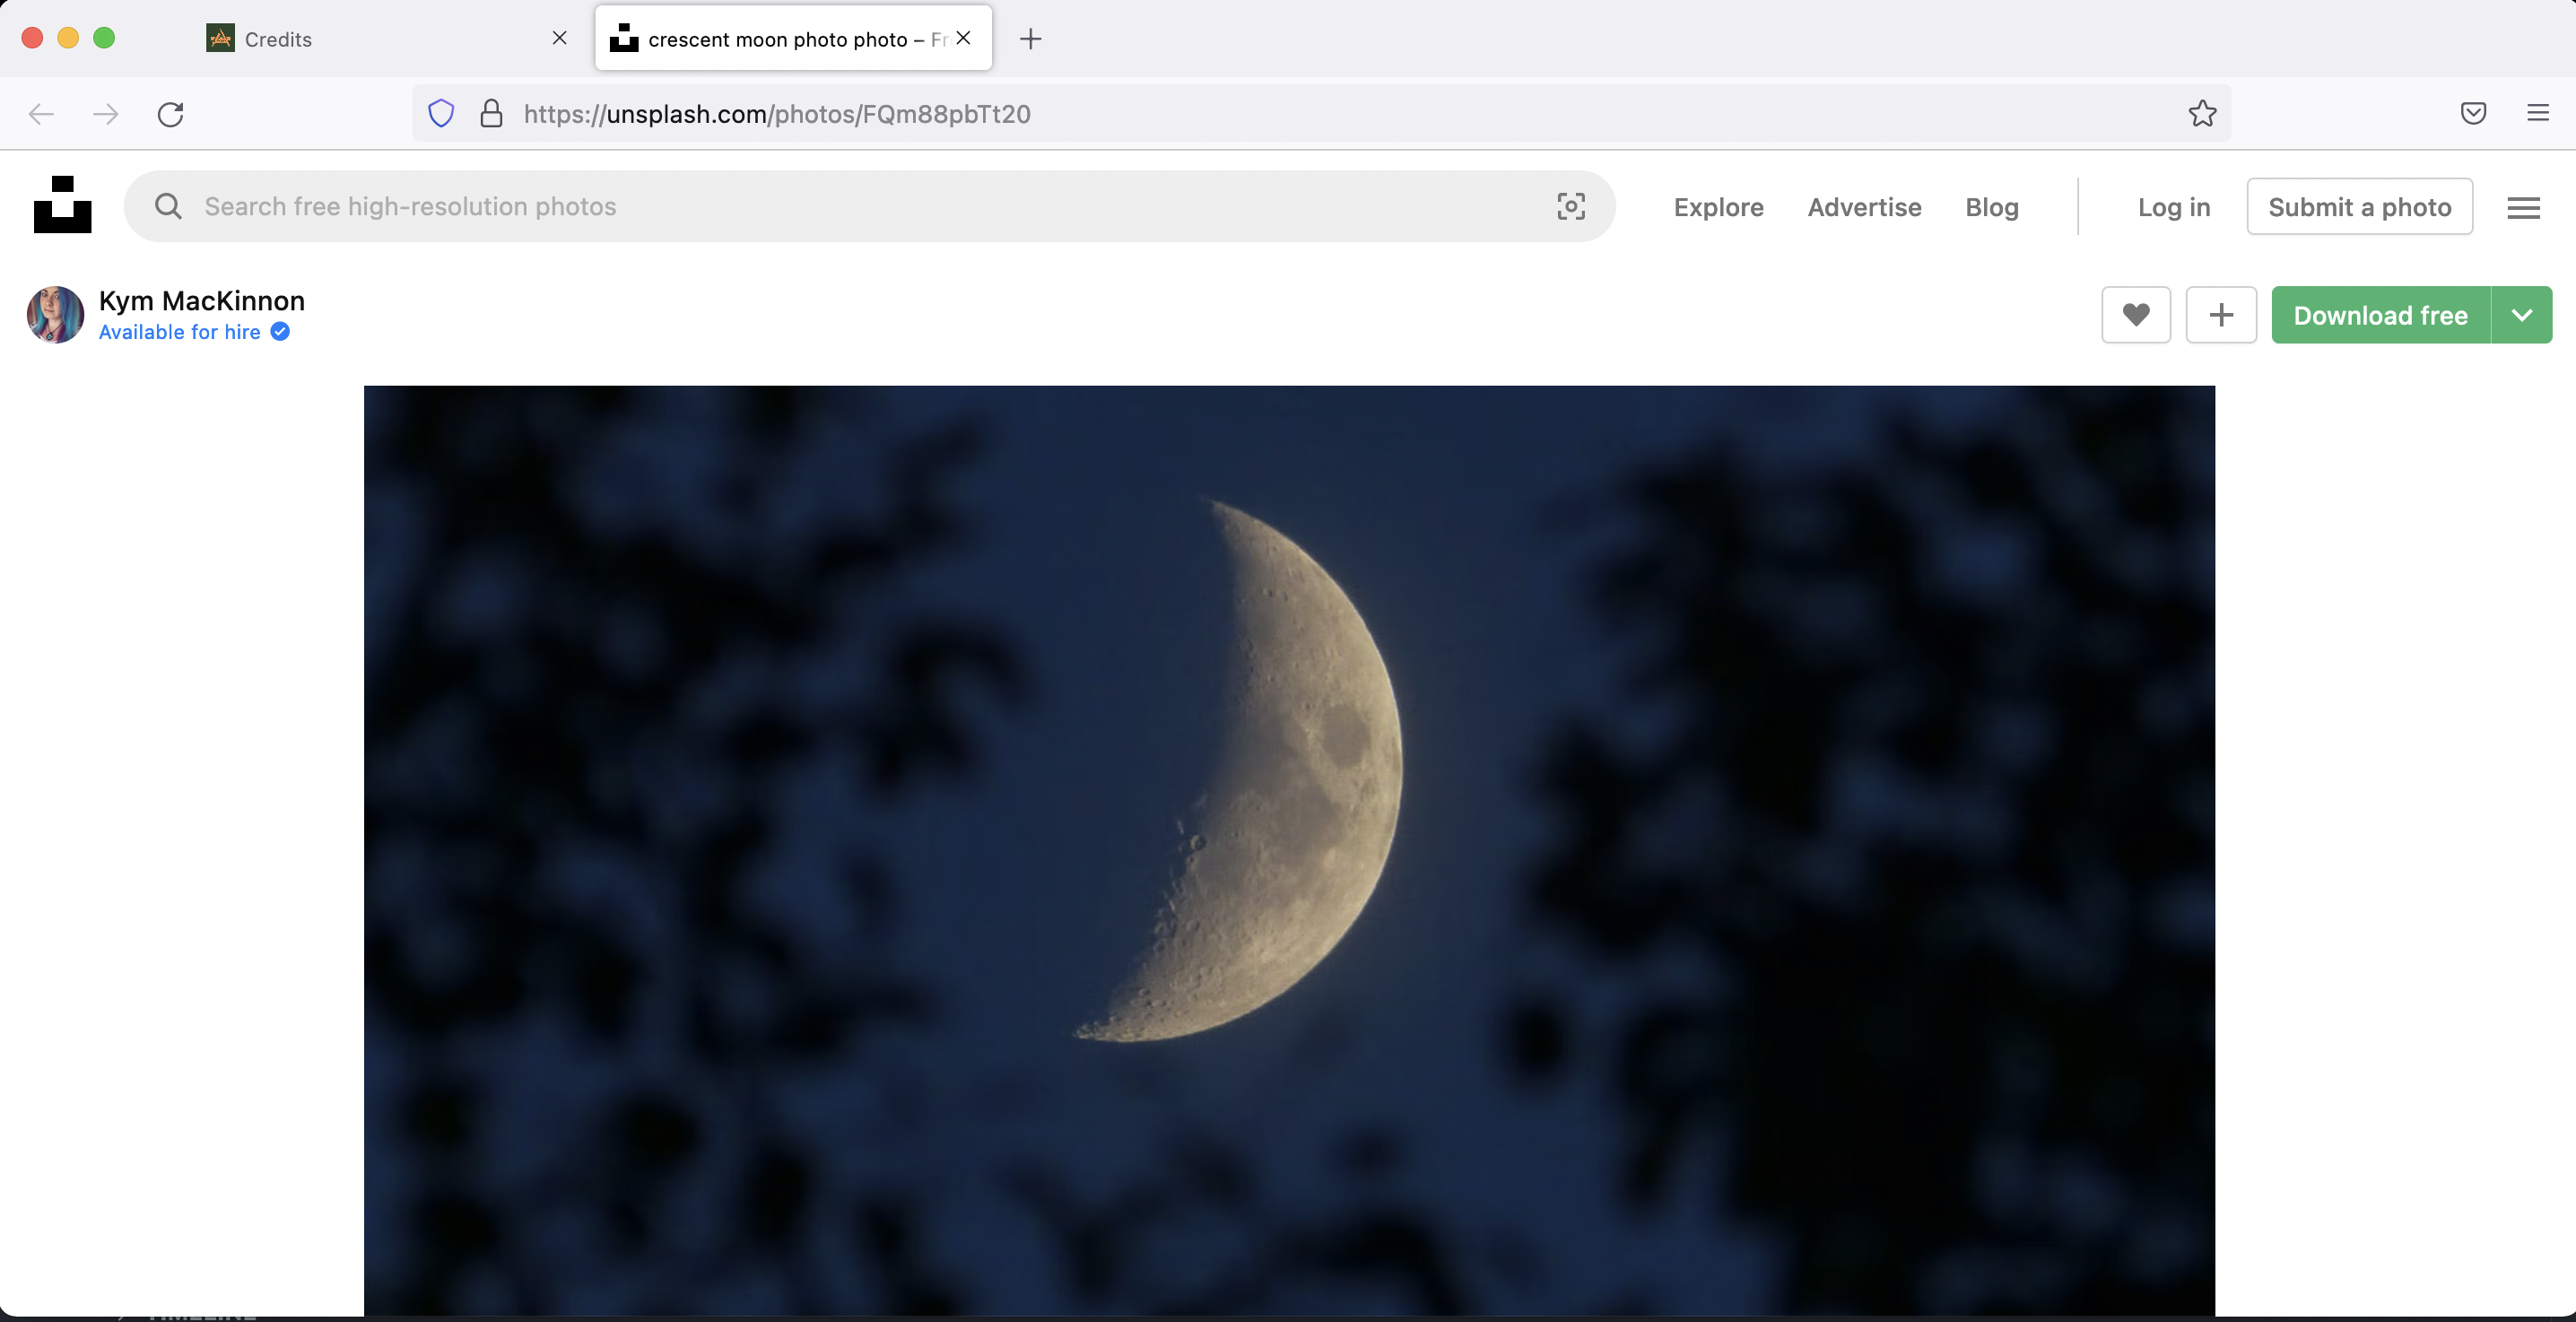 Credits
crescent moon photo photo – Fr
https://unsplash.com/photos/FQm88pbTt20
Search free high-resolution photos
Explore
Advertise
Blog
Log in
Submit a photo
Kym MacKinnon
Available for hire
Download free